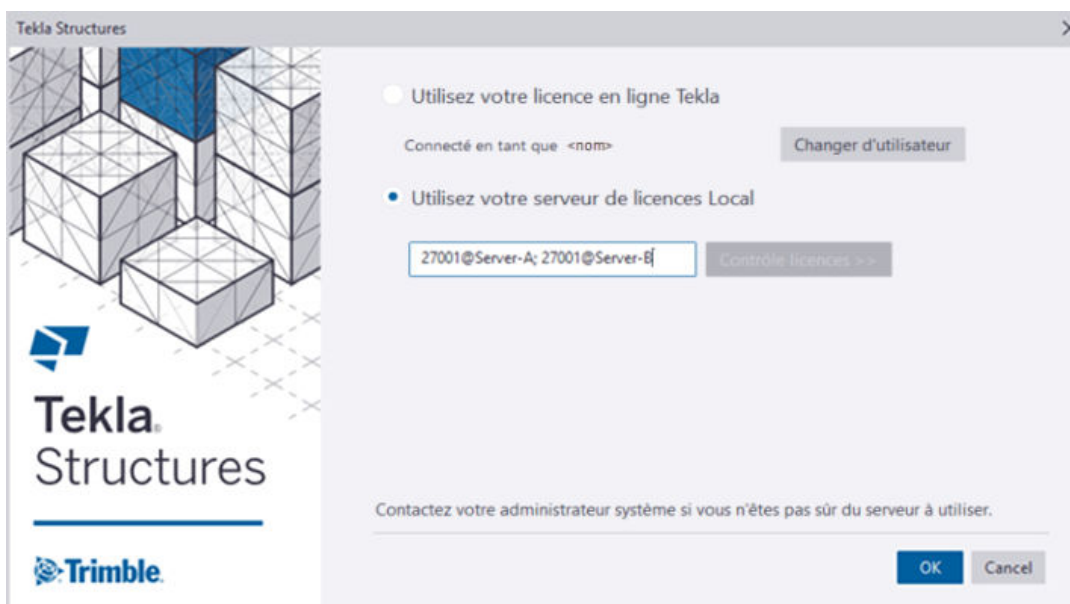 Tekla Structures
Utilisez votre licence en ligne Tekla
Connecté en tant que <nom>
Changer d'utilisateur
Utilisez votre serveur de licences Local
27001@Server-A; 27001@Server-B
Contrôle licences >>
Tekla®
Structures
Contactez votre administrateur système si vous n'êtes pas sûr du serveur à utiliser.
Trimble.
OK
Cancel